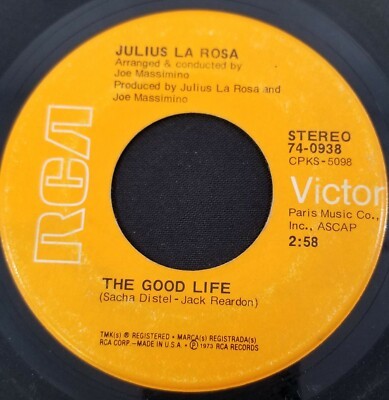 JULIUS LA ROSA
Arranged & conducted by
Joe Massimino
Produced by Julius La Rosa and
Joe Massimino
RCA
STEREO
74-0938
CPKS-5098
Victor
Paris Music Co.,
Inc., ASCAP
2:58
THE GOOD LIFE
(Sacha Distel - Jack Reardon)
TMK(s) ® REGISTERED • MARCA(s) REGISTRADA(s)
RCA CORP.-MADE IN U.S.A. • ℗ 1973 RCA RECORDS